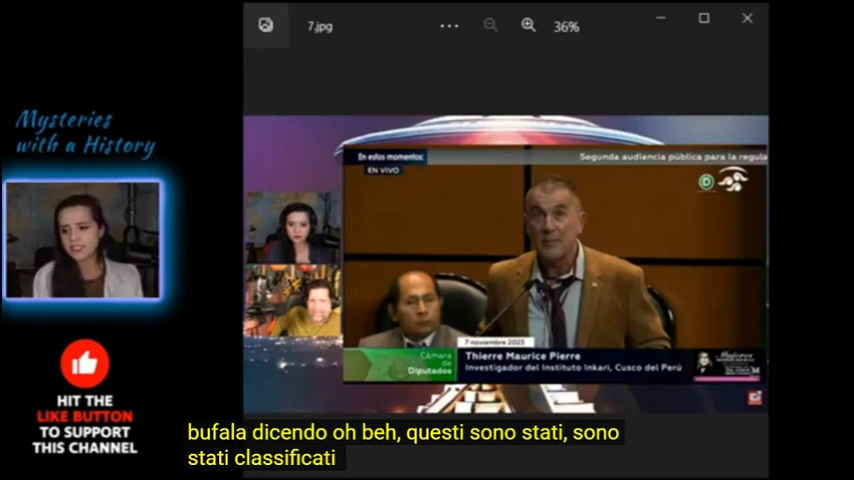 7.jpg
36%
Mysteries
with a History
En estos momentos:
Segunda audiencia pública para la regula
EN VIVO
7 noviembre 2023
Cámara
de
Diputados
Thierre Maurice Pierre
Investigador del Instituto Inkari, Cusco del Perú
Mujeres
HIT THE
LIKE BUTTON
TO SUPPORT
THIS CHANNEL
bufala dicendo oh beh, questi sono stati, sono
stati classificati